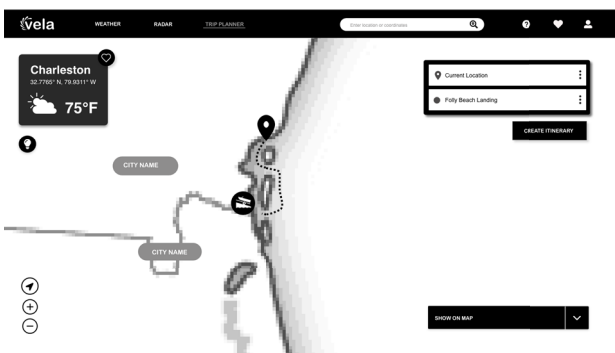 vela
WEATHER
RADAR
TRIP PLANNER
Enter location or coordinates
Charleston
32.7765° N, 79.9311° W
75°F
Current Location
Folly Beach Landing
CREATE ITINERARY
CITY NAME
CITY NAME
SHOW ON MAP